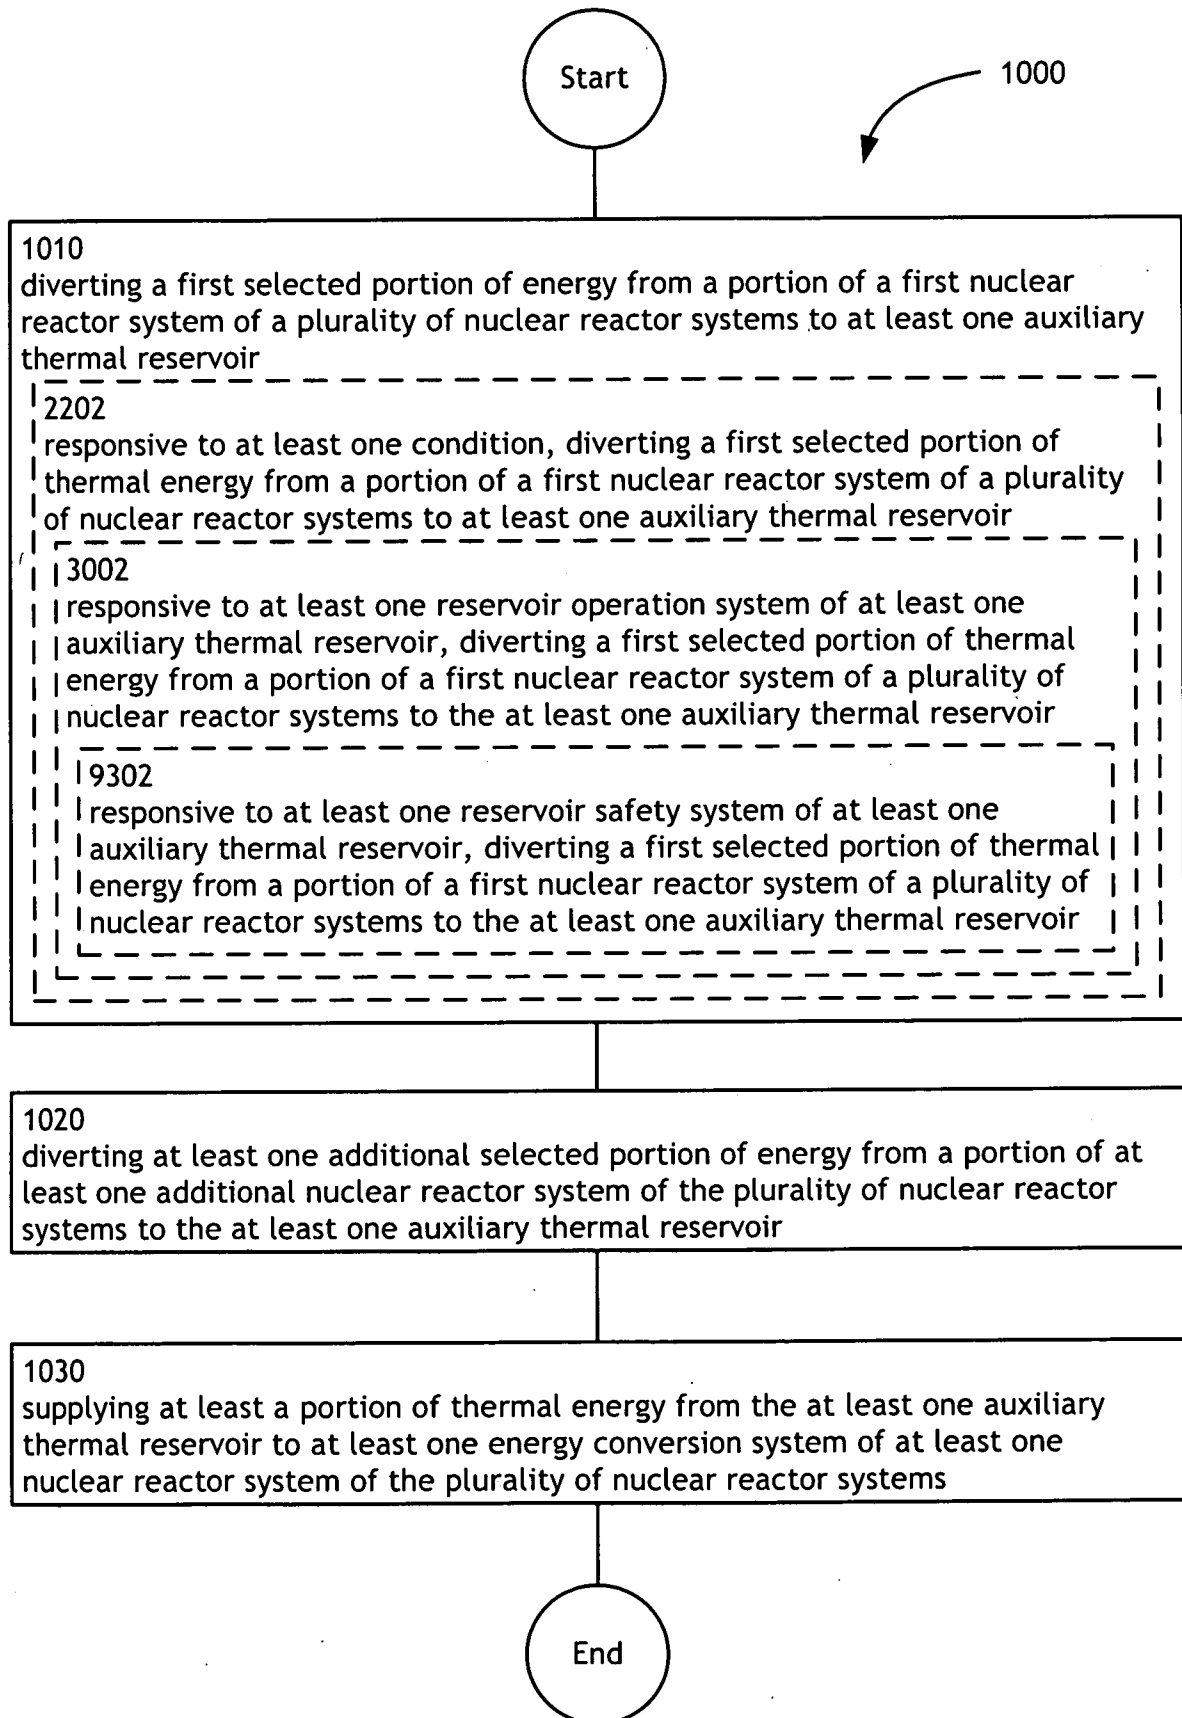 Start
1000
1010
diverting a first selected portion of energy from a portion of a first nuclear
reactor system of a plurality of nuclear reactor systems to at least one auxiliary
thermal reservoir
2202
responsive to at least one condition, diverting a first selected portion of
thermal energy from a portion of a first nuclear reactor system of a plurality
of nuclear reactor systems to at least one auxiliary thermal reservoir
3002
responsive to at least one reservoir operation system of at least one
auxiliary thermal reservoir, diverting a first selected portion of thermal
energy from a portion of a first nuclear reactor system of a plurality of
nuclear reactor systems to the at least one auxiliary thermal reservoir
9302
responsive to at least one reservoir safety system of at least one
auxiliary thermal reservoir, diverting a first selected portion of thermal
energy from a portion of a first nuclear reactor system of a plurality of
nuclear reactor systems to the at least one auxiliary thermal reservoir
1020
diverting at least one additional selected portion of energy from a portion of at
least one additional nuclear reactor system of the plurality of nuclear reactor
systems to the at least one auxiliary thermal reservoir
1030
supplying at least a portion of thermal energy from the at least one auxiliary
thermal reservoir to at least one energy conversion system of at least one
nuclear reactor system of the plurality of nuclear reactor systems
End